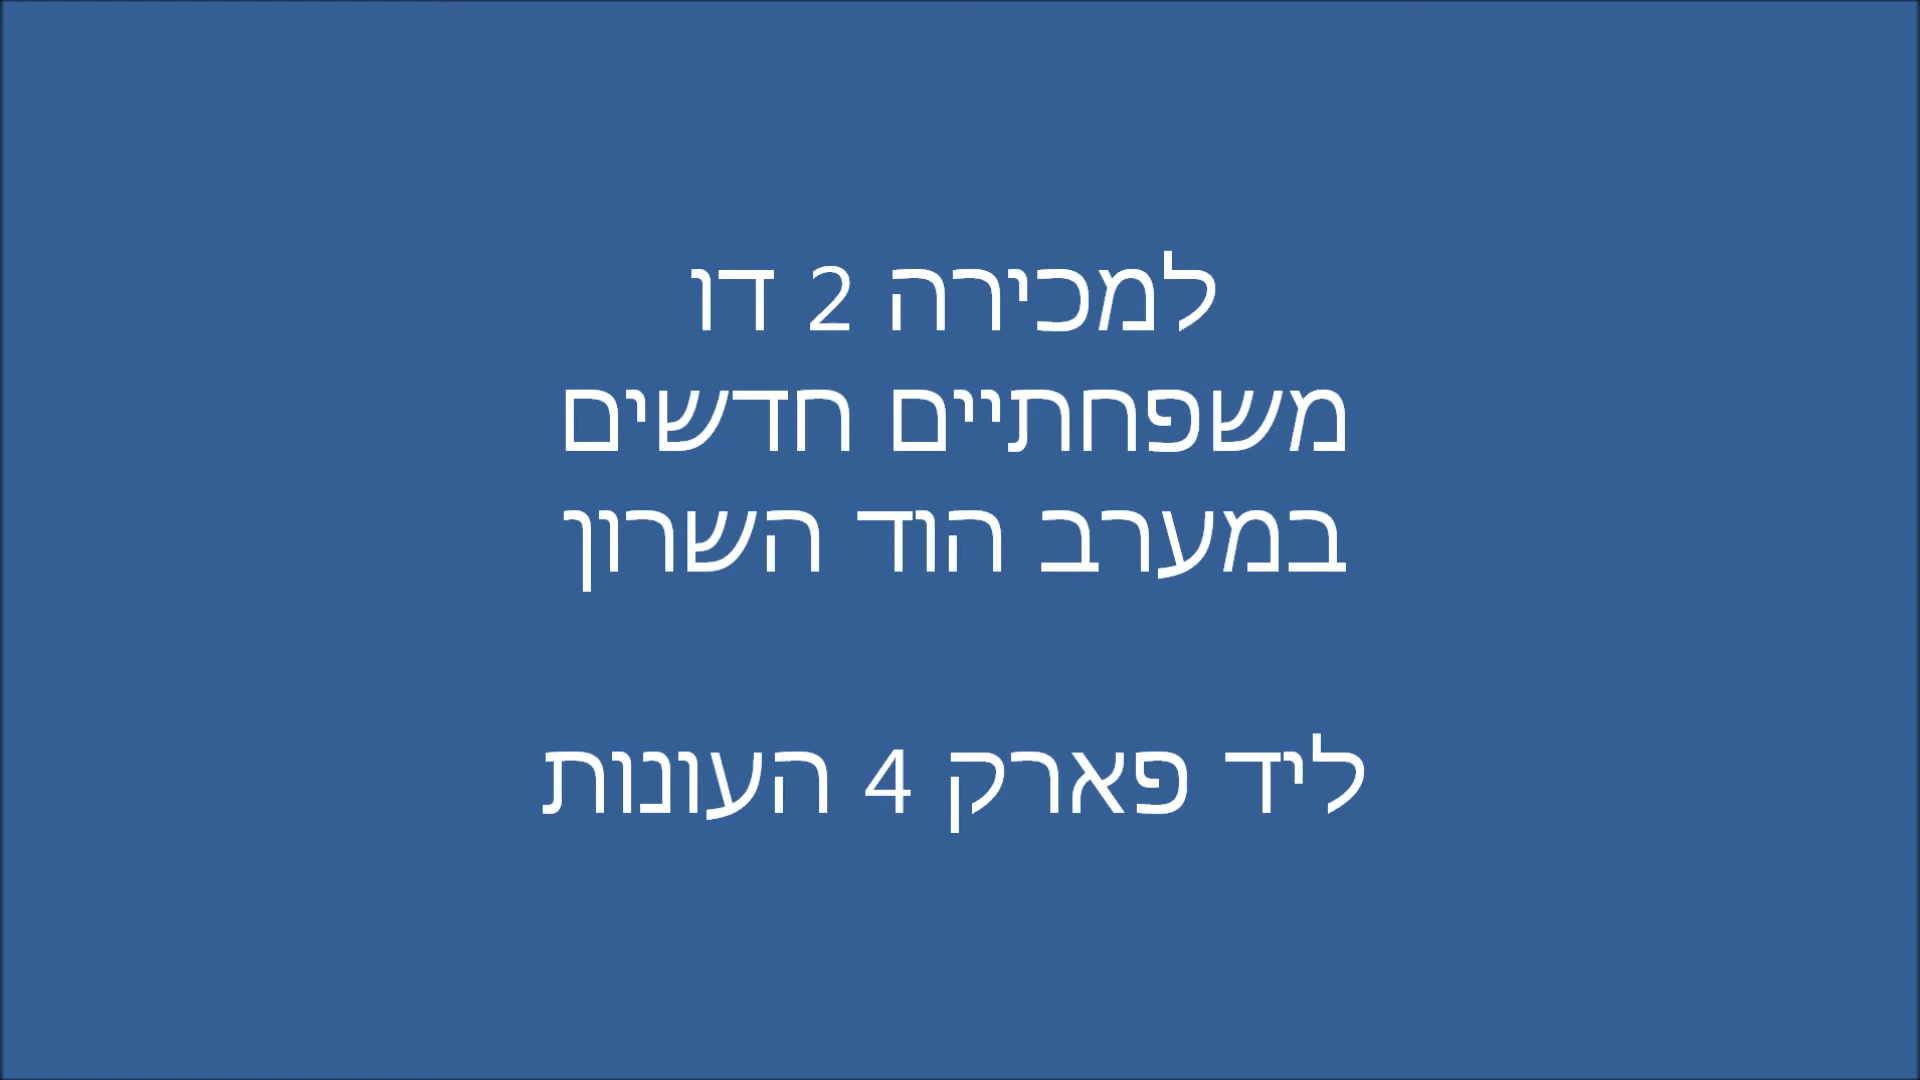 למכירה 2 דו
משפחתיים חדשים
במערב הוד השרון
ליד פארק 4 העונות